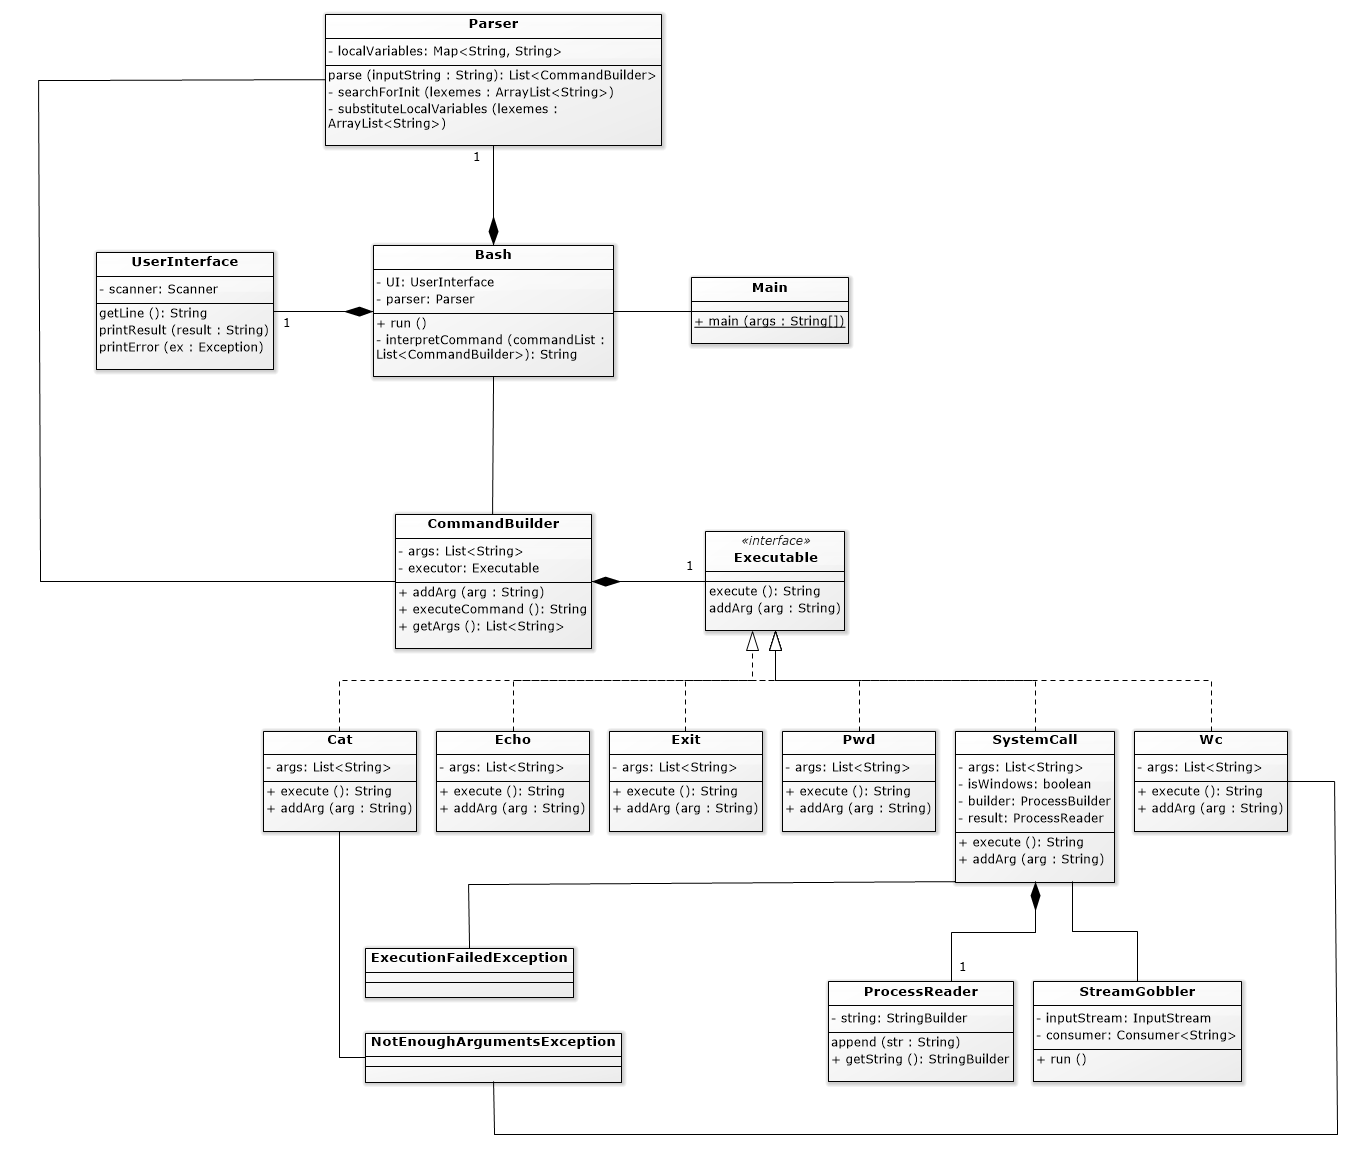 Parser
- localVariables: Map<String, String>
parse (inputString : String): List<CommandBuilder>
- searchForInit (lexemes : ArrayList<String>)
- substituteLocalVariables (lexemes :
ArrayList<String>)
1
UserInterface
- scanner: Scanner
getLine (): String
printResult (result : String)
printError (ex : Exception)
1
Bash
- UI: UserInterface
- parser: Parser
+ run ()
- interpretCommand (commandList :
List<CommandBuilder>): String
Main
+ main (args : String[])
CommandBuilder
- args: List<String>
- executor: Executable
+ addArg (arg : String)
+ executeCommand (): String
+ getArgs (): List<String>
1
«interface»
Executable
execute (): String
addArg (arg : String)
Cat
- args: List<String>
+ execute (): String
+ addArg (arg : String)
Echo
- args: List<String>
+ execute (): String
+ addArg (arg : String)
Exit
- args: List<String>
+ execute (): String
+ addArg (arg : String)
Pwd
- args: List<String>
+ execute (): String
+ addArg (arg : String)
SystemCall
- args: List<String>
- isWindows: boolean
- builder: ProcessBuilder
- result: ProcessReader
+ execute (): String
+ addArg (arg : String)
Wc
- args: List<String>
+ execute (): String
+ addArg (arg : String)
ExecutionFailedException
NotEnoughArgumentsException
1
ProcessReader
- string: StringBuilder
append (str : String)
+ getString (): StringBuilder
StreamGobbler
- inputStream: InputStream
- consumer: Consumer<String>
+ run ()